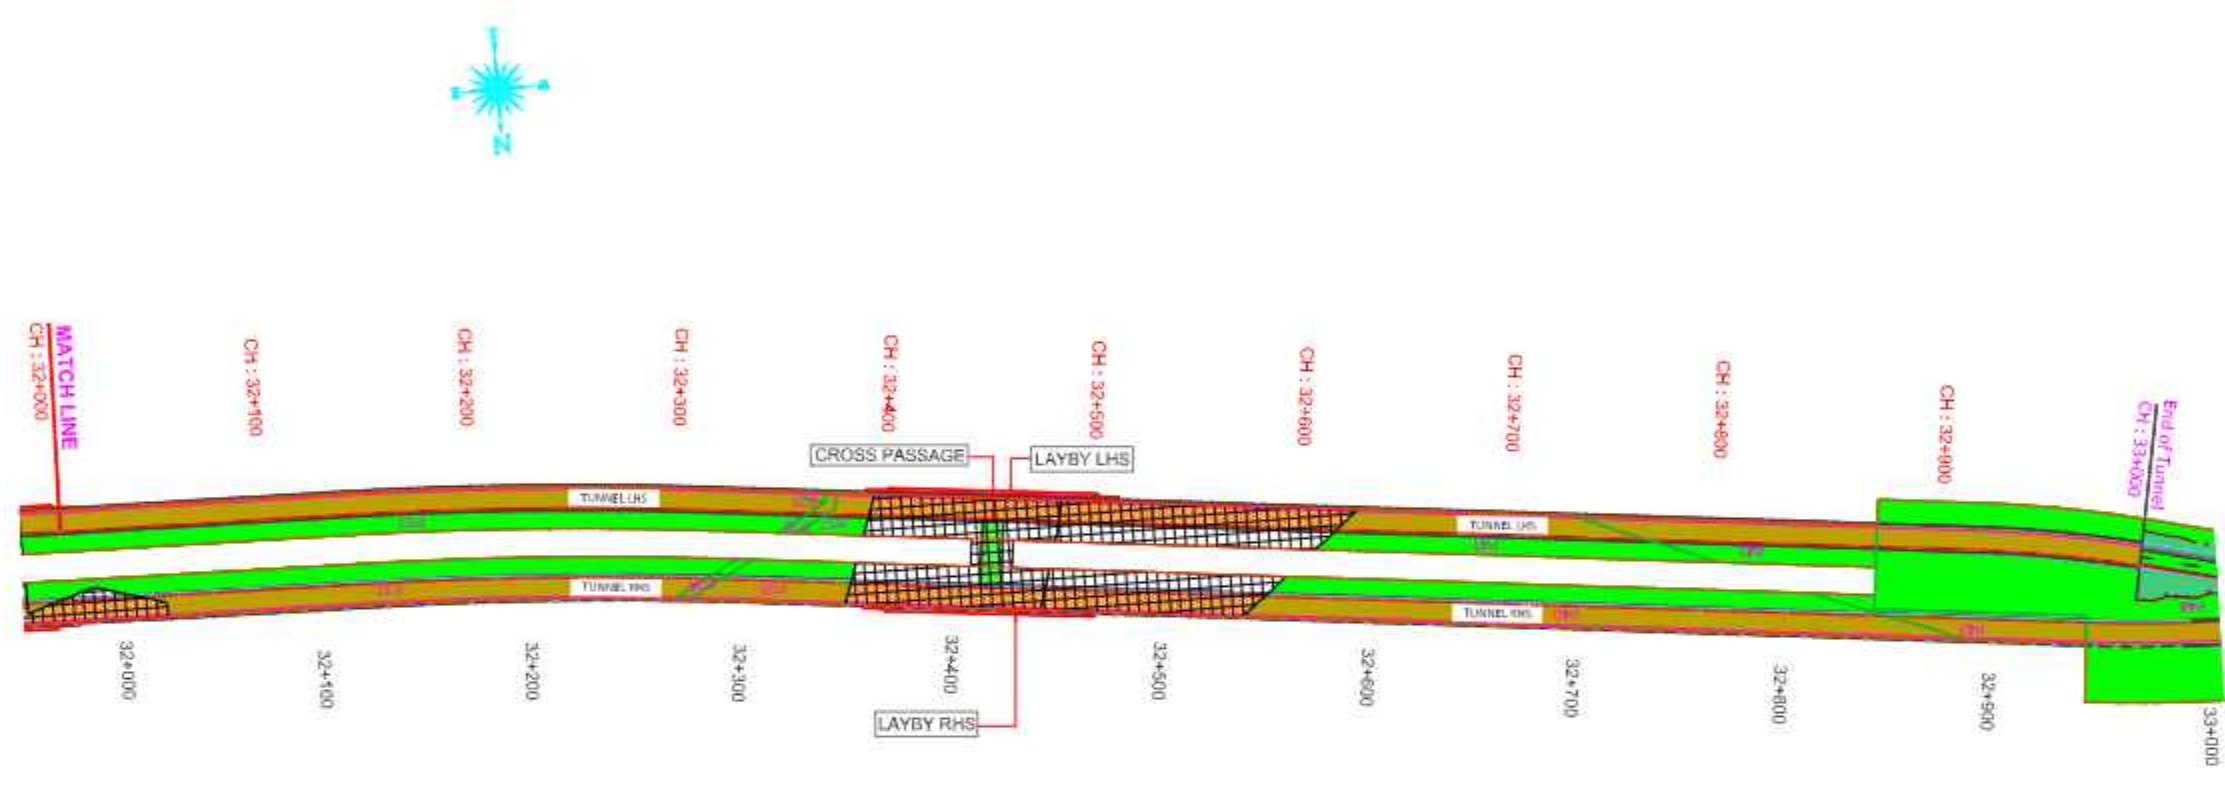 N
MATCH LINE
CH : 32+000
CH : 32+100
CH : 32+200
CH : 32+300
CH : 32+400
CH : 32+500
CH : 32+600
CH : 32+700
CH : 32+800
CH : 32+900
End of Tunnel
CH : 33+000
CROSS PASSAGE
LAYBY LHS
TUNNEL LHS
TUNNEL LHS
TUNNEL RHS
TUNNEL RHS
32+000
32+100
32+200
32+300
32+400
32+500
32+600
32+700
32+800
32+900
33+000
LAYBY RHS